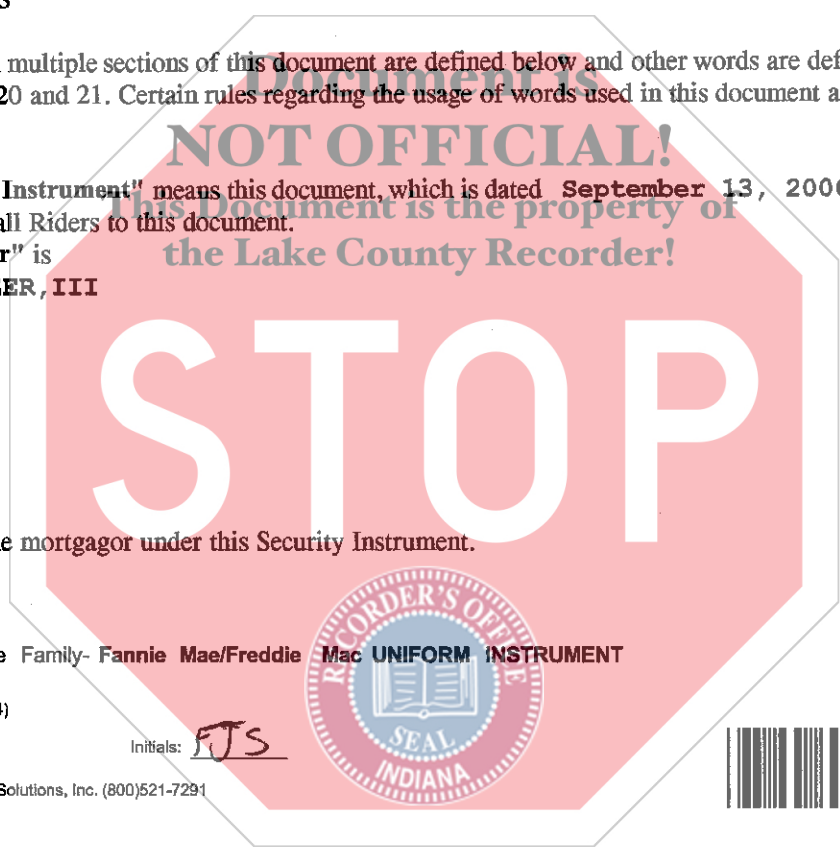 s
multiple sections of this document are defined below and other words are def
20 and 21. Certain rules regarding the usage of words used in this document a
Document is
NOT OFFICIAL!
This Document is the property of
the Lake County Recorder!
Instrument" means this document, which is dated September 13, 2006
all Riders to this document.
r" is
ER,III
STOP
e mortgagor under this Security Instrument.
e Family- Fannie Mae/Freddie Mac UNIFORM INSTRUMENT
)
Initials: FJS
Solutions, Inc. (800)521-7291
RECORDER'S OFFICE
SEAL
INDIANA